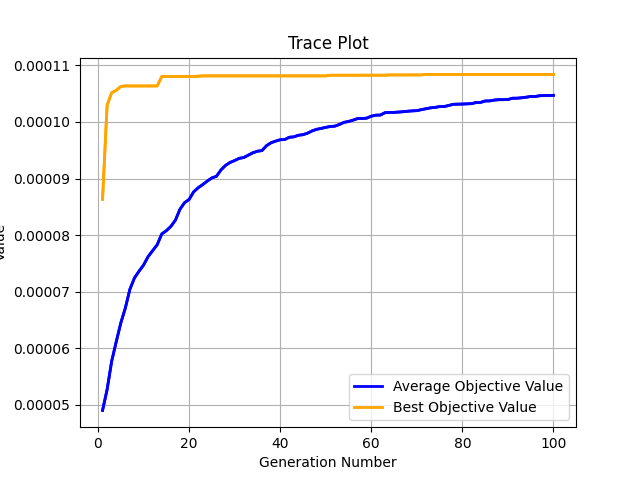 Trace Plot
0.00011
0.00010
0.00009
0.00008
0.00007
0.00006
0.00005
0 20 40 60 80 100
Generation Number
Average Objective Value
Best Objective Value